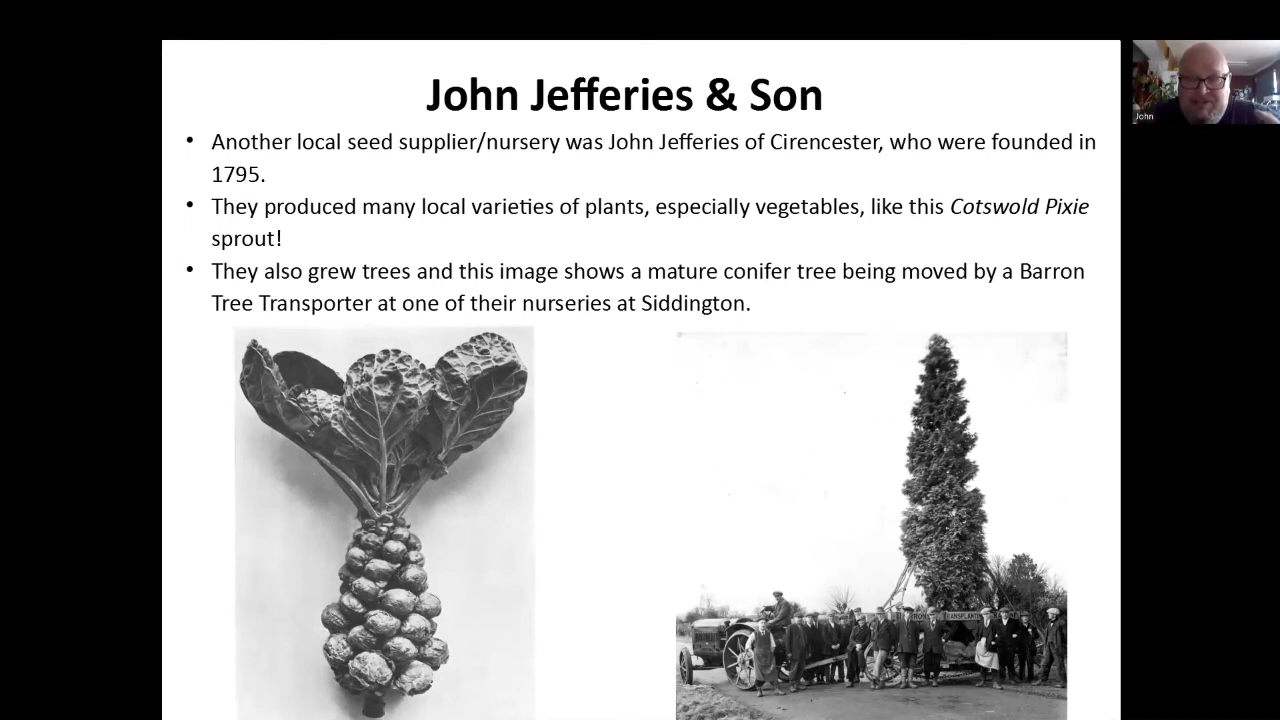 John Jefferies & Son
• Another local seed supplier/nursery was John Jefferies of Cirencester, who were founded in
1795.
• They produced many local varieties of plants, especially vegetables, like this Cotswold Pixie
sprout!
• They also grew trees and this image shows a mature conifer tree being moved by a Barron
Tree Transporter at one of their nurseries at Siddington.
John